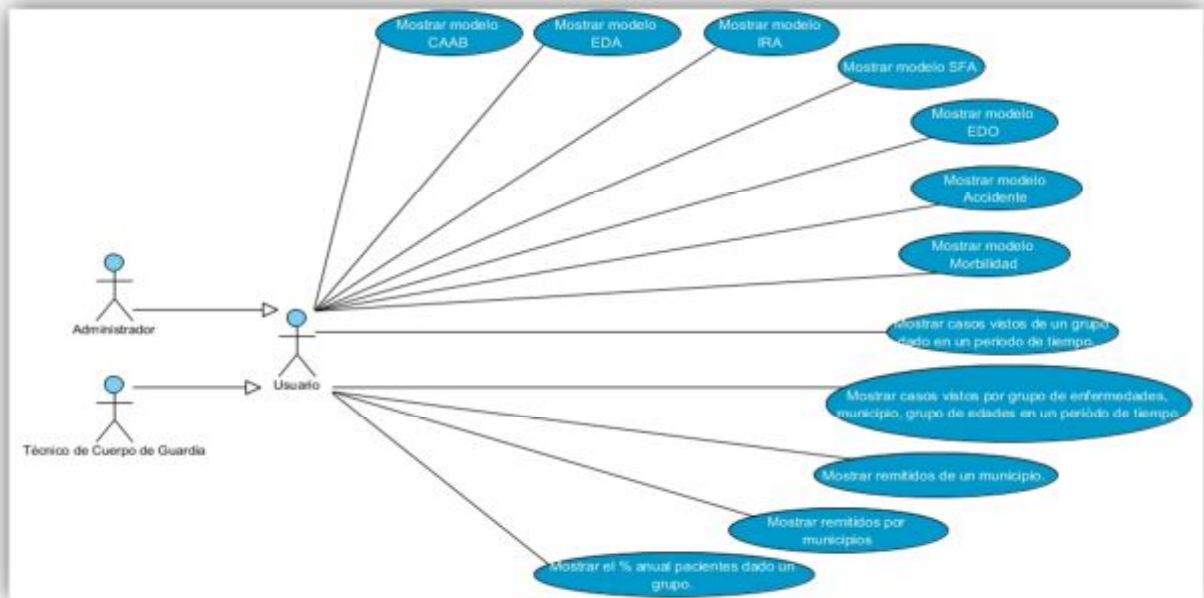 Mostrar modelo
CAAB
Mostrar modelo
EDA
Mostrar modelo
IRA
Mostrar modelo SFA
Mostrar modelo
EDO
Mostrar modelo
Accidente
Mostrar modelo
Morbilidad
Administrador
Usuario
Técnico de Cuerpo de Guardia
Mostrar casos vistos de un grupo
dado en un periodo de tiempo.
Mostrar casos vistos por grupo de enfermedades,
municipio, grupo de edades en un período de tiempo.
Mostrar remitidos de un municipio.
Mostrar remitidos por
municipios
Mostrar el % anual pacientes dado un
grupo.